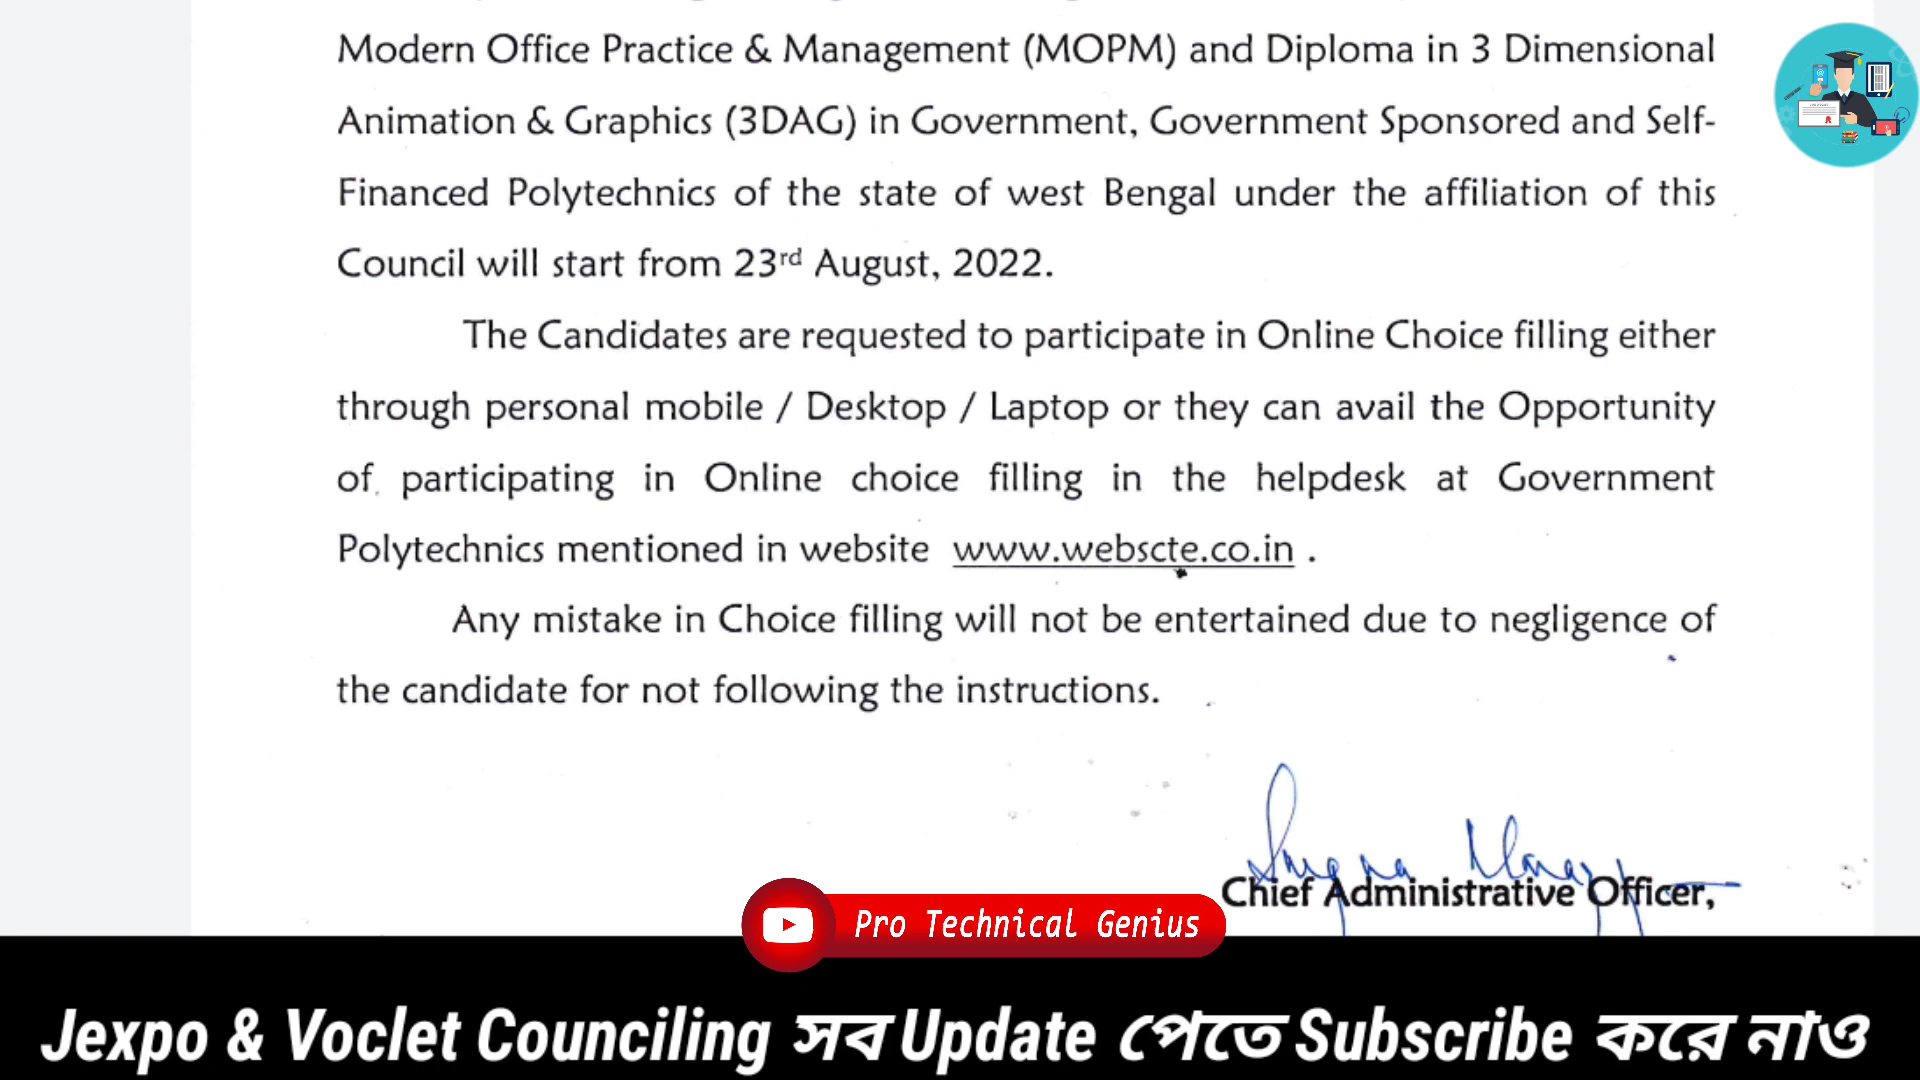 Modern Office Practice & Management (MOPM) and Diploma in 3 Dimensional
Animation & Graphics (3DAG) in Government, Government Sponsored and Self-
Financed Polytechnics of the state of west Bengal under the affiliation of this
Council will start from 23rd August, 2022.
The Candidates are requested to participate in Online Choice filling either
through personal mobile / Desktop / Laptop or they can avail the Opportunity
of participating in Online choice filling in the helpdesk at Government
Polytechnics mentioned in website www.webscte.co.in .
Any mistake in Choice filling will not be entertained due to negligence of
the candidate for not following the instructions.
Chief Administrative Officer,
Pro Technical Genius
Jexpo & Voclet Counciling সব Update পেতে Subscribe করে নাও